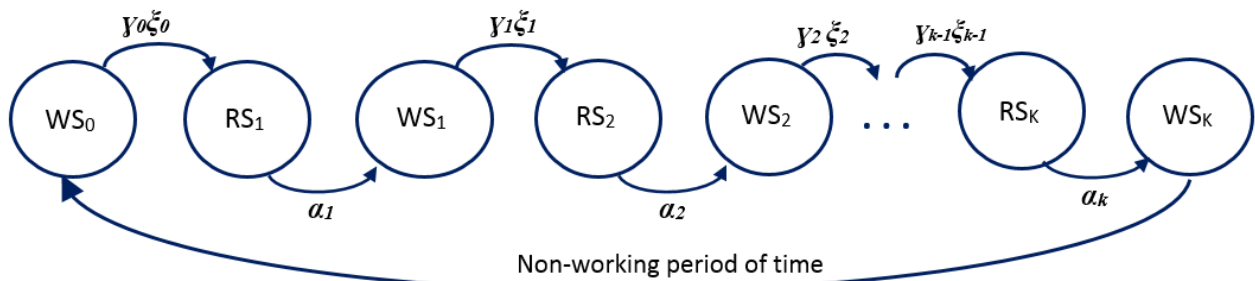 γ₀ξ₀ γ₁ξ₁ γ₂ ξ₂ γₖ₋₁ξₖ₋₁
WS₀ RS₁ WS₁ RS₂ WS₂ . . . RSK WSK
α₁ α₂ αₖ
Non-working period of time